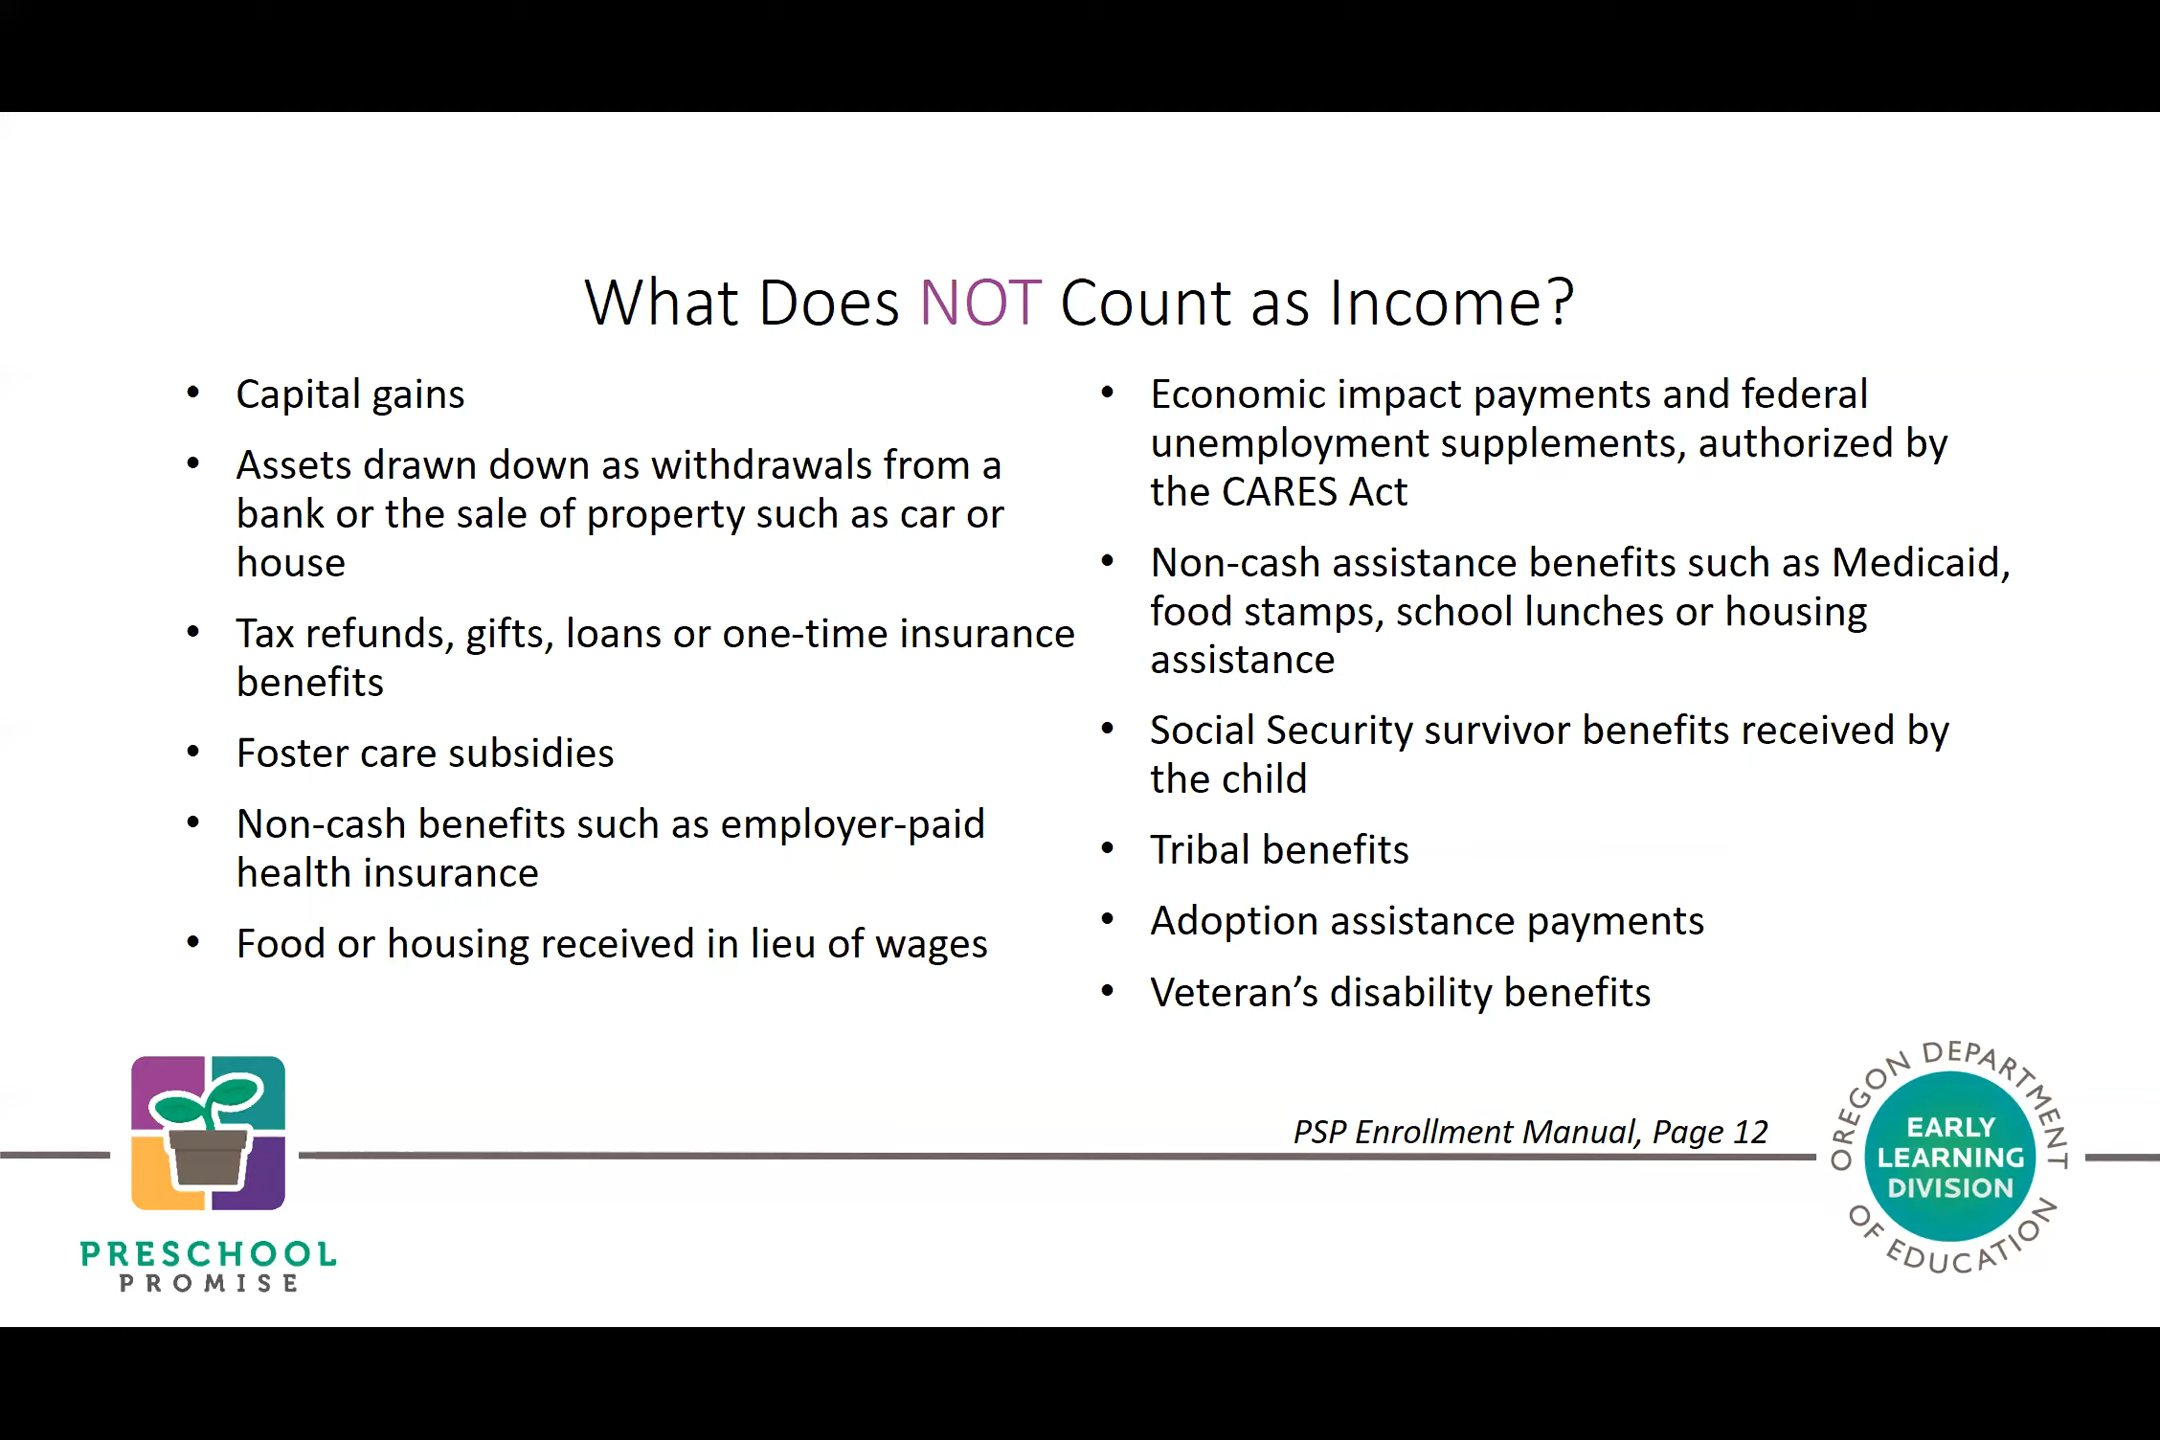 What Does NOT Count as Income?
• Capital gains
• Assets drawn down as withdrawals from a
bank or the sale of property such as car or
house
• Tax refunds, gifts, loans or one-time insurance
benefits
• Foster care subsidies
• Non-cash benefits such as employer-paid
health insurance
• Food or housing received in lieu of wages
• Economic impact payments and federal
unemployment supplements, authorized by
the CARES Act
• Non-cash assistance benefits such as Medicaid,
food stamps, school lunches or housing
assistance
• Social Security survivor benefits received by
the child
• Tribal benefits
• Adoption assistance payments
• Veteran’s disability benefits
PSP Enrollment Manual, Page 12
PRESCHOOL
PROMISE
OREGON DEPARTMENT
OF EDUCATION
EARLY
LEARNING
DIVISION